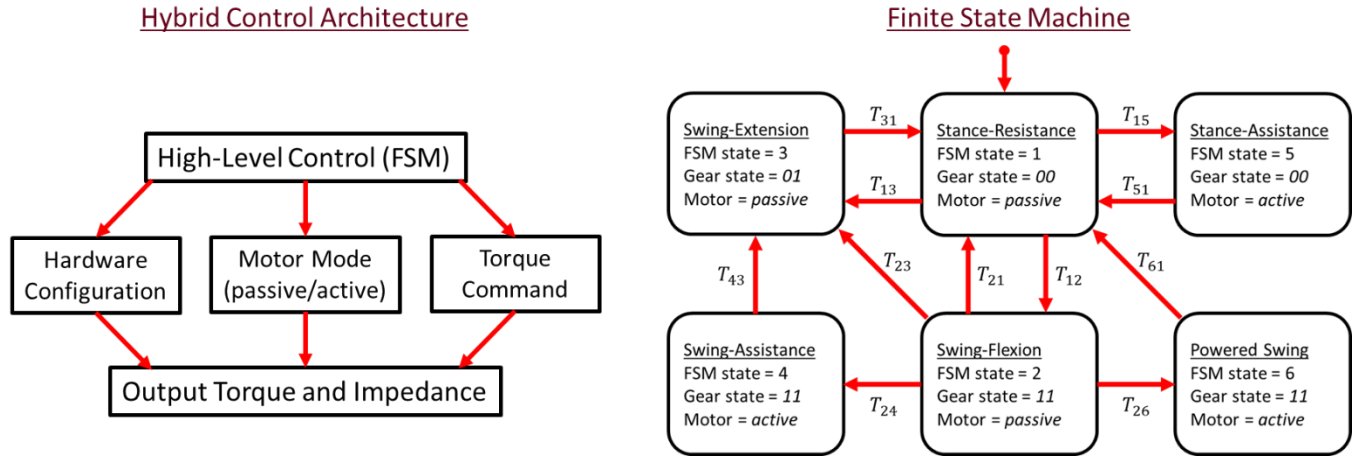 Hybrid Control Architecture
High-Level Control (FSM)
Hardware
Configuration
Motor Mode
(passive/active)
Torque
Command
Output Torque and Impedance
Finite State Machine
Swing-Extension
FSM state = 3
Gear state = 01
Motor = passive
T31
T13
Stance-Resistance
FSM state = 1
Gear state = 00
Motor = passive
T15
T51
Stance-Assistance
FSM state = 5
Gear state = 00
Motor = active
T43
T23
T21
T12
T61
Swing-Assistance
FSM state = 4
Gear state = 11
Motor = active
T24
Swing-Flexion
FSM state = 2
Gear state = 11
Motor = passive
T26
Powered Swing
FSM state = 6
Gear state = 11
Motor = active